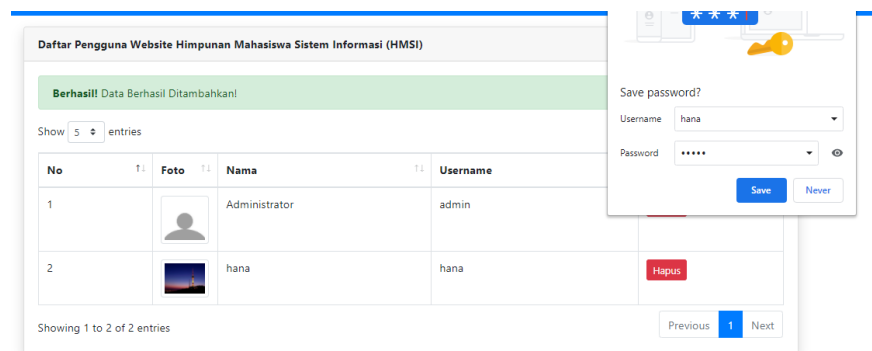 Daftar Pengguna Website Himpunan Mahasiswa Sistem Informasi (HMSI)
Berhasil! Data Berhasil Ditambahkan!
Show 5 entries
No Foto Nama Username
1 Administrator admin
2 hana hana Hapus
Showing 1 to 2 of 2 entries
Previous 1 Next
Save password?
Username hana
Password •••••
Save Never